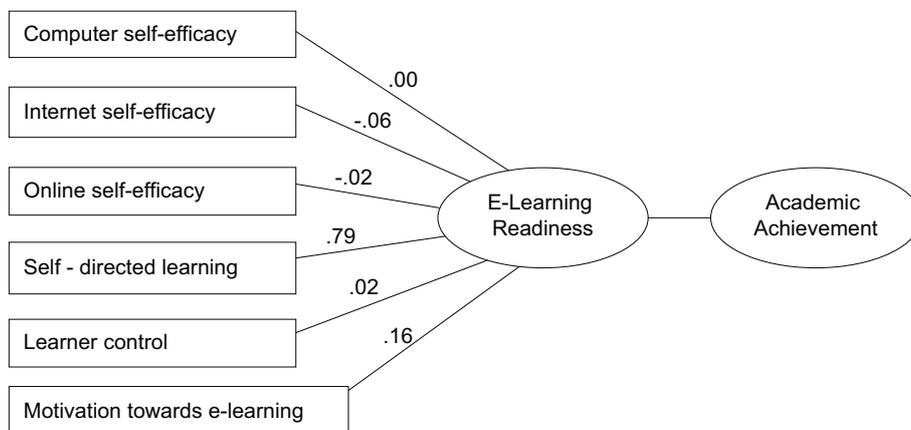 Computer self-efficacy
.00
Internet self-efficacy
-.06
Online self-efficacy
-.02
E-Learning
Readiness
Academic
Achievement
.79
Self - directed learning
.02
Learner control
.16
Motivation towards e-learning